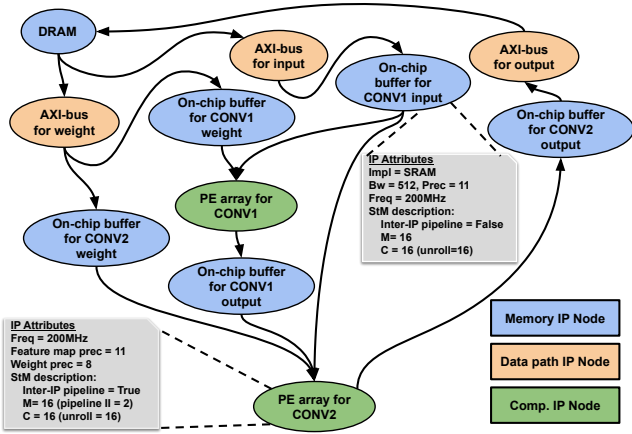 DRAM
AXI-bus
for input
On-chip
buffer for
CONV1 input
AXI-bus
for output
AXI-bus
for weight
On-chip buffer
for CONV1
weight
On-chip
buffer for CONV2
output
IP Attributes
Impl = SRAM
Bw = 512, Prec = 11
Freq = 200MHz
StM description:
Inter-IP pipeline = False
M= 16
C = 16 (unroll=16)
PE array for
CONV1
On-chip buffer
for CONV2
weight
On-chip buffer
for CONV1
output
IP Attributes
Freq = 200MHz
Feature map prec = 11
Weight prec = 8
StM description:
Inter-IP pipeline = True
M= 16 (pipeline II = 2)
C = 16 (unroll = 16)
PE array for
CONV2
Memory IP Node
Data path IP Node
Comp. IP Node